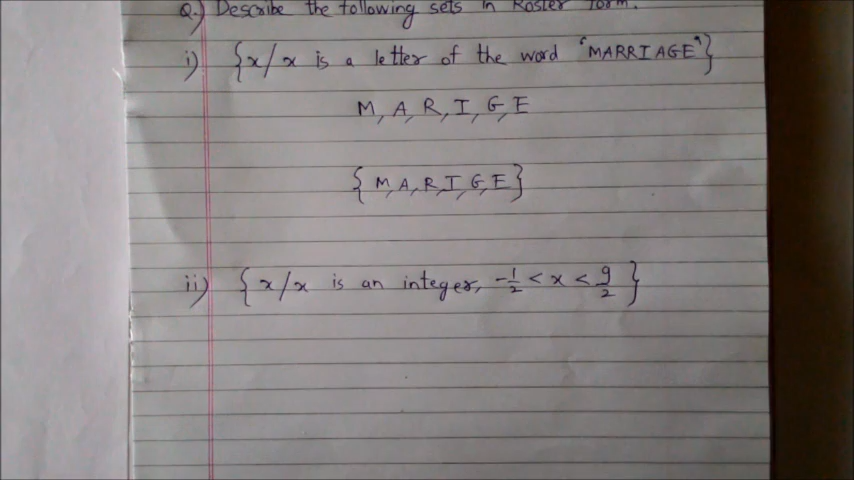 Q.) Describe the following sets in Roster form.
i) {x/x is a letter of the word "MARRIAGE"}
M, A, R, I, G, E
{M, A, R, I, G, E}
ii) {x/x is an integer, -1/2 < x < 9/2}